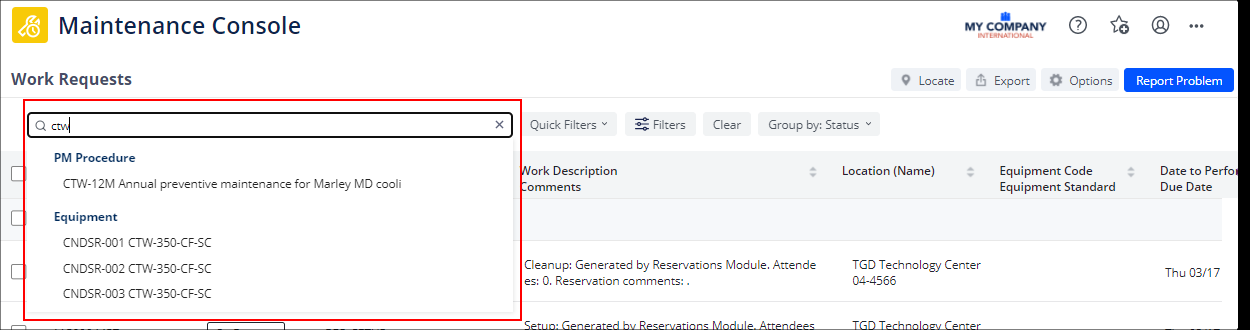 Maintenance Console
MY COMPANY
INTERNATIONAL
Work Requests
Locate
Export
Options
Report Problem
ctw
Quick Filters
Filters
Clear
Group by: Status
PM Procedure
CTW-12M Annual preventive maintenance for Marley MD cooli
Equipment
CNDSR-001 CTW-350-CF-SC
CNDSR-002 CTW-350-CF-SC
CNDSR-003 CTW-350-CF-SC
Work Description
Comments
Location (Name)
Equipment Code
Equipment Standard
Date to Perfor
Due Date
Cleanup: Generated by Reservations Module. Attende
es: 0. Reservation comments: .
TGD Technology Center
04-4566
Thu 03/17
Setup: Generated by Reservations Module. Attendees
TGD Technology Center